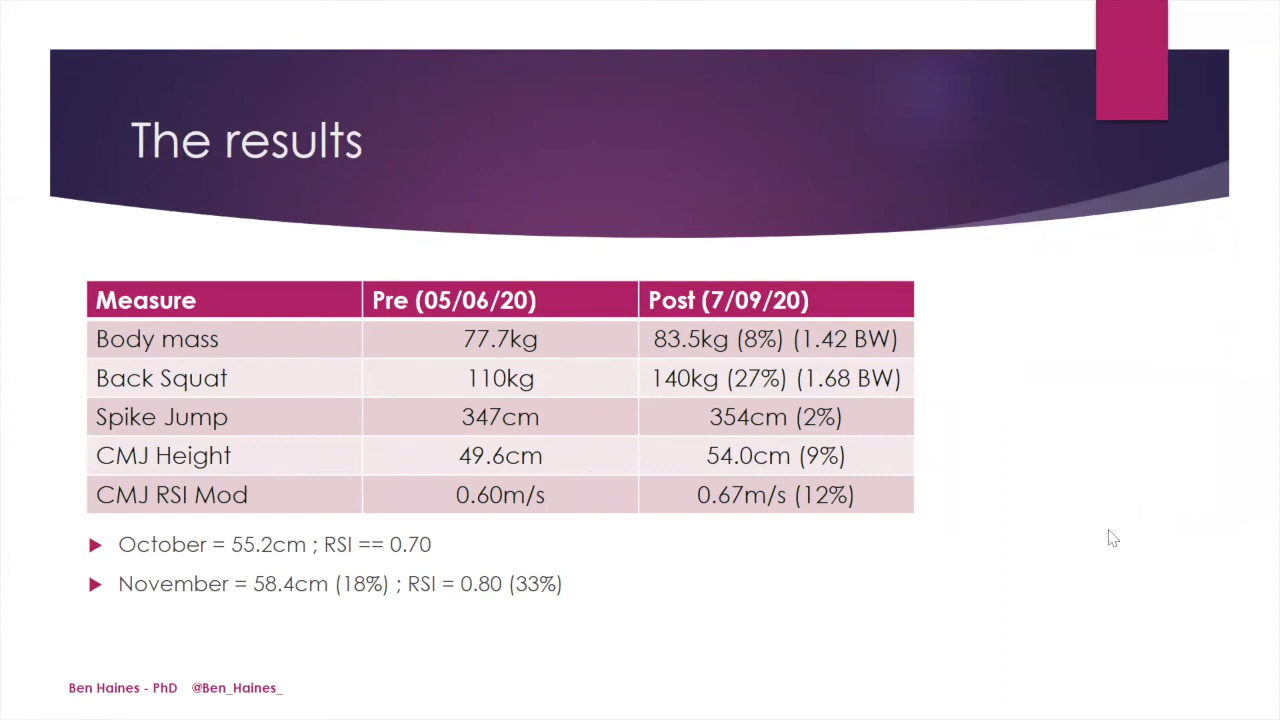 The results
Measure Pre (05/06/20) Post (7/09/20)
Body mass 77.7kg 83.5kg (8%) (1.42 BW)
Back Squat 110kg 140kg (27%) (1.68 BW)
Spike Jump 347cm 354cm (2%)
CMJ Height 49.6cm 54.0cm (9%)
CMJ RSI Mod 0.60m/s 0.67m/s (12%)
October = 55.2cm ; RSI == 0.70
November = 58.4cm (18%) ; RSI = 0.80 (33%)
Ben Haines - PhD @Ben_Haines_